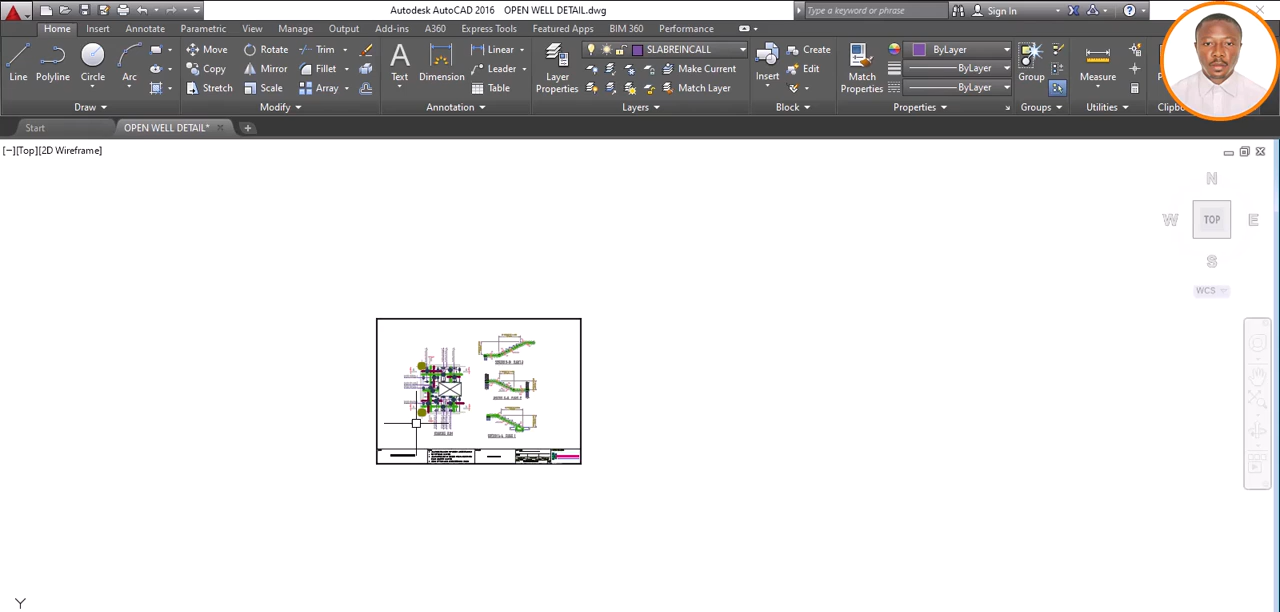 Autodesk AutoCAD 2016 OPEN WELL DETAIL.dwg
Type a keyword or phrase
Sign In
Home Insert Annotate Parametric View Manage Output Add-ins A360 Express Tools Featured Apps BIM 360 Performance
Line
Polyline
Circle
Arc
Move
Rotate
Trim
Copy
Mirror
Fillet
Stretch
Scale
Array
Text
Dimension
Linear
Leader
Table
Layer
Properties
SLABREINCALL
Make Current
Match Layer
Insert
Create
Edit
Match
Properties
ByLayer
ByLayer
ByLayer
Group
Measure
Draw Modify Annotation Layers Block Properties Groups Utilities
Start OPEN WELL DETAIL*
[−][Top][2D Wireframe]
N
W TOP E
S
WCS
Y